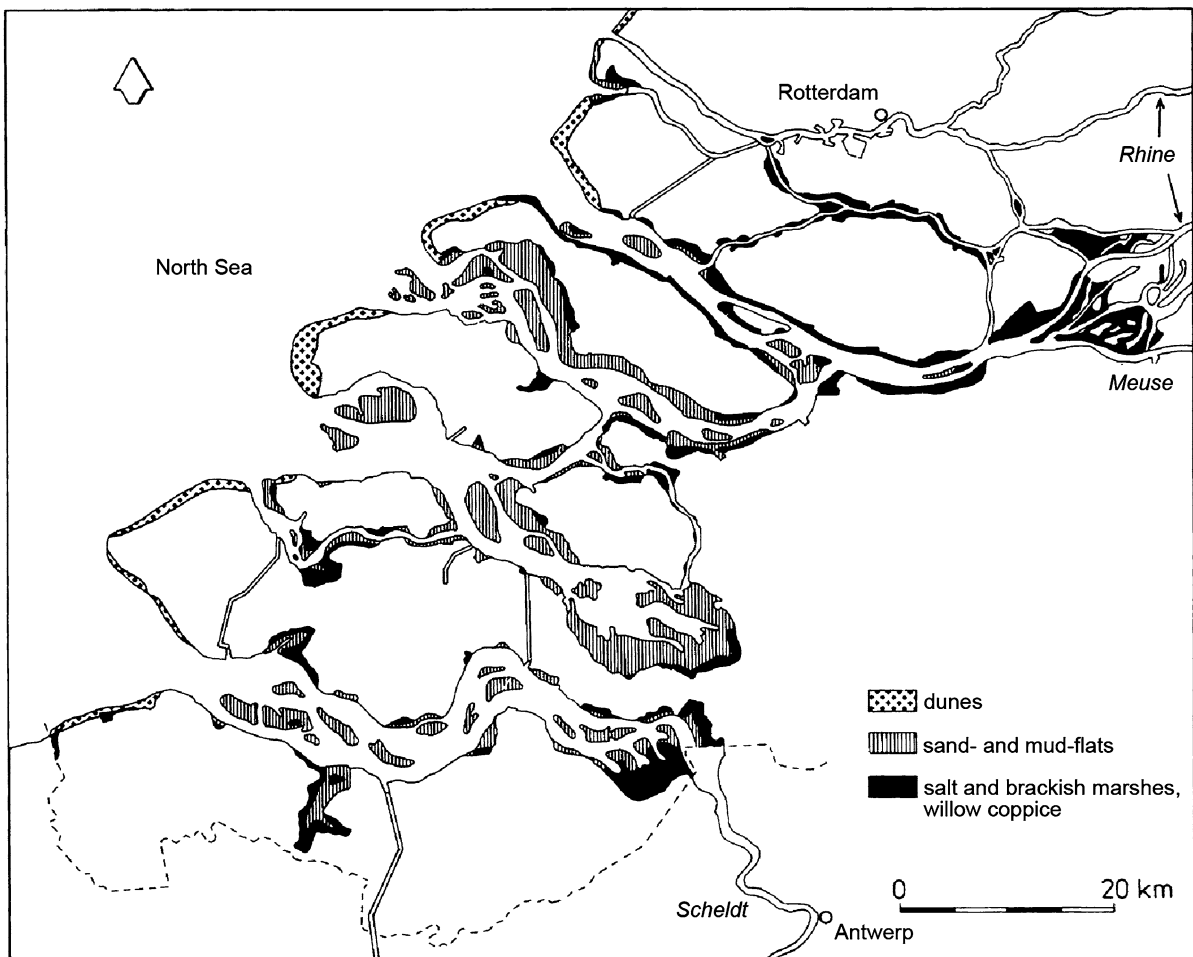 Rotterdam
Rhine
North Sea
Meuse
dunes
sand- and mud-flats
salt and brackish marshes,
willow coppice
0 20 km
Scheldt
Antwerp